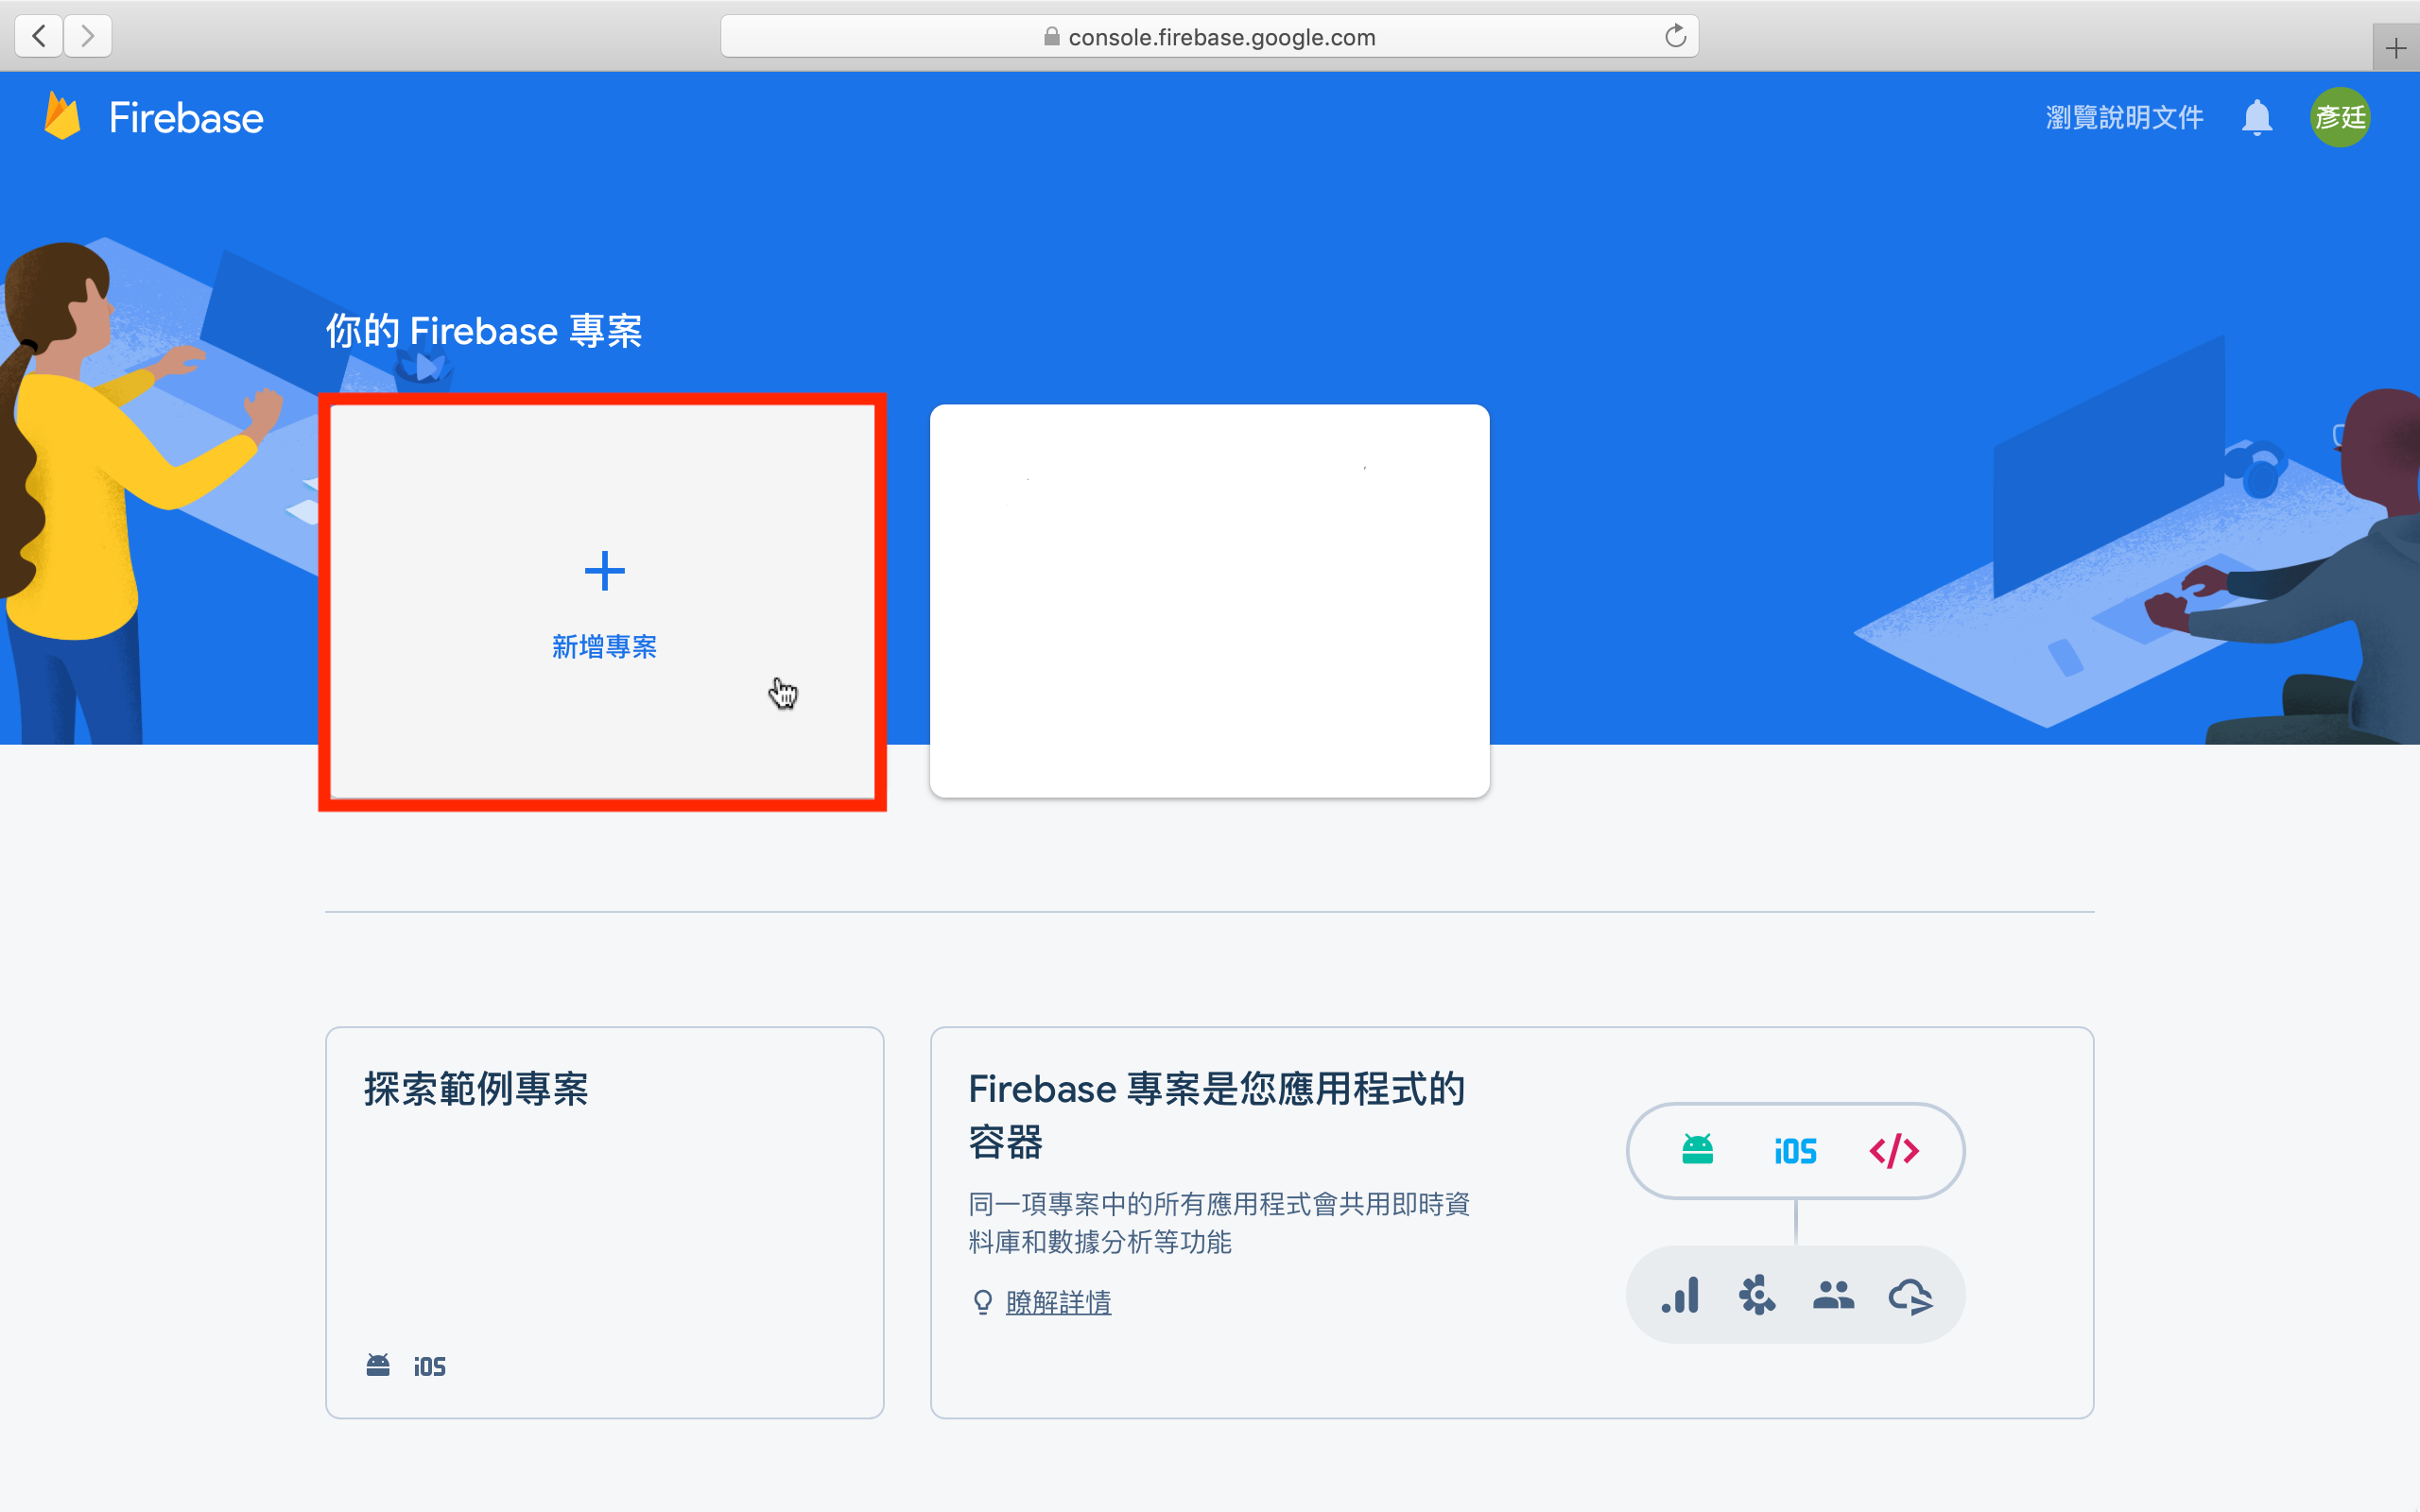 console.firebase.google.com
Firebase
瀏覽說明文件
彥廷
你的 Firebase 專案
新增專案
探索範例專案
iOS
Firebase 專案是您應用程式的
容器
同一項專案中的所有應用程式會共用即時資
料庫和數據分析等功能
瞭解詳情
iOS